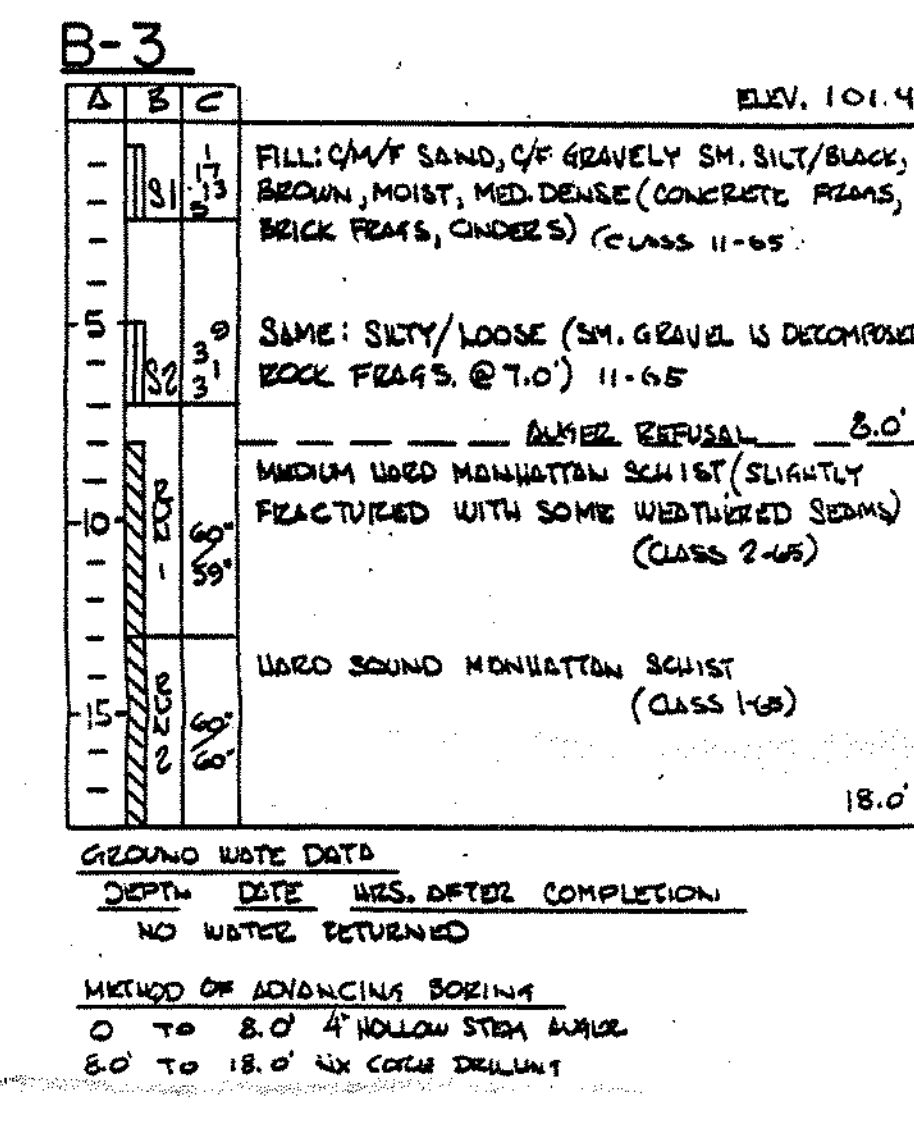 B-3
A B C ELEV. 101.4
FILL: C/M/F SAND, C/F GRAVELY SM. SILT/BLACK,
BROWN, MOIST, MED. DENSE (CONCRETE FRAGS,
BRICK FRAGS, CINDERS) (CLASS 11-65
S1
1
17
13
5
5
SAME: SILTY/LOOSE (SM. GRAVEL IS DECOMPOSED
ROCK FRAGS. @ 7.0') 11-65
S2
9
3
1
3
AUGER REFUSAL 8.0'
MEDIUM HARD MANHATTAN SCHIST (SLIGHTLY
FRACTURED WITH SOME WEATHERED SEAMS)
(CLASS 2-65)
10
RUN 1
60"/59"
HARD SOUND MANHATTAN SCHIST
(CLASS 1-65)
15
RUN 2
60"/60"
18.0'
GROUND WATE DATA
DEPTH DATE HRS. AFTER COMPLETION
NO WATER RETURNED
METHOD OF ADVANCING BORING
0 TO 8.0' 4" HOLLOW STEM AUGER
8.0' TO 18.0' NX CORE DRILLING